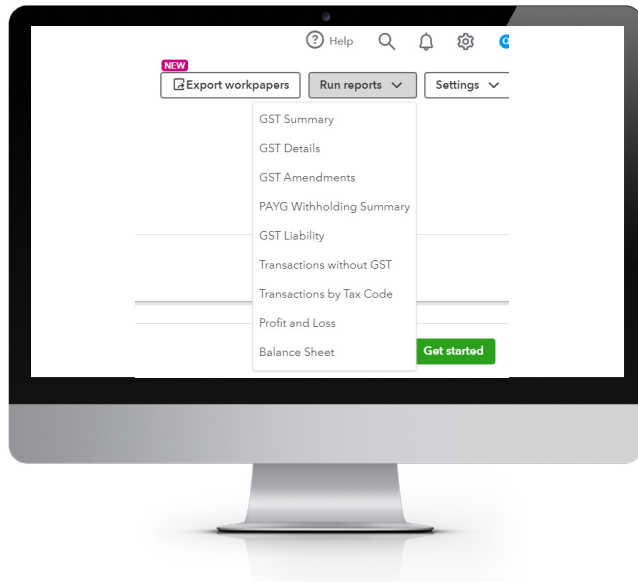 Help
NEW
Export workpapers
Run reports
Settings
GST Summary
GST Details
GST Amendments
PAYG Withholding Summary
GST Liability
Transactions without GST
Transactions by Tax Code
Profit and Loss
Balance Sheet
Get started